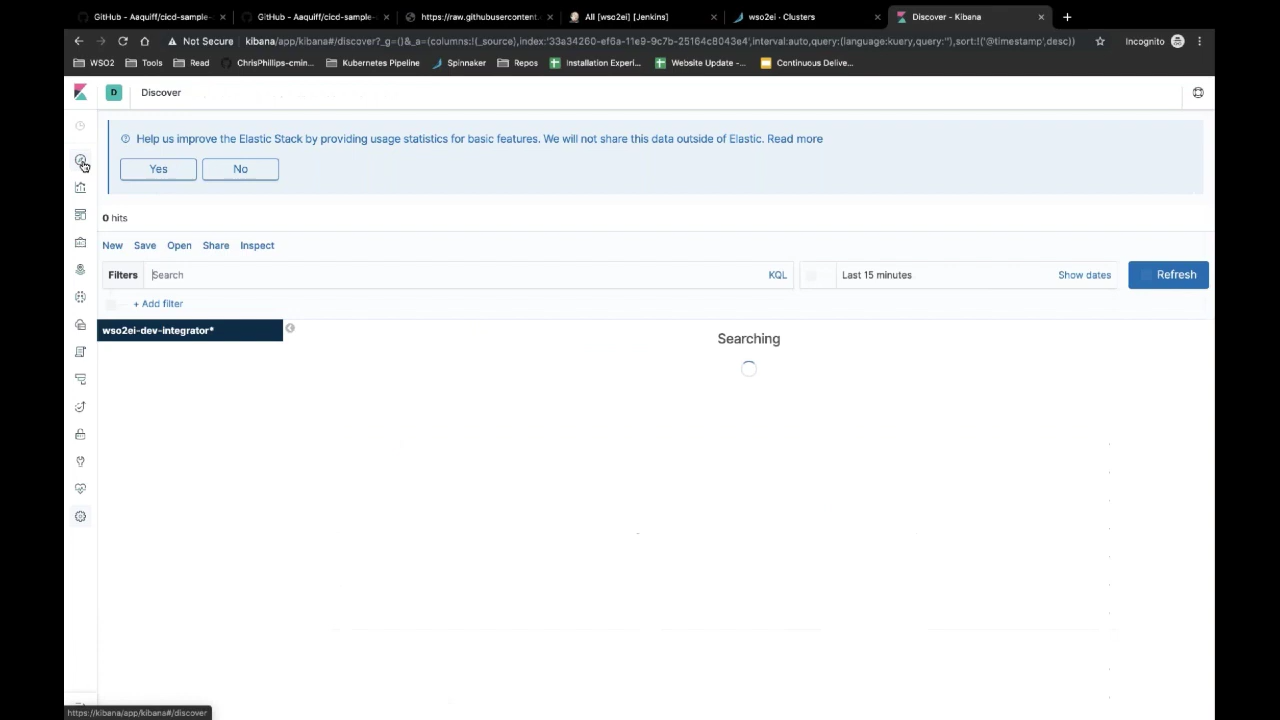 GitHub - Aaquiff/cicd-sample-
GitHub - Aaquiff/cicd-sample-
https://raw.githubusercontent.
All [wso2ei] [Jenkins]
wso2ei · Clusters
Discover - Kibana
Not Secure
kibana/app/kibana#/discover?_g=()&_a=(columns:!(_source),index:'33a34260-ef6a-11e9-9c7b-25164c8043e4',interval:auto,query:(language:kuery,query:''),sort:!('@timestamp',desc))
Incognito
WSO2
Tools
Read
ChrisPhillips-cmin...
Kubernetes Pipeline
Spinnaker
Repos
Installation Experi...
Website Update -...
Continuous Delive...
D
Discover
Help us improve the Elastic Stack by providing usage statistics for basic features. We will not share this data outside of Elastic. Read more
Yes
No
0 hits
New
Save
Open
Share
Inspect
Filters
Search
KQL
Last 15 minutes
Show dates
Refresh
+ Add filter
wso2ei-dev-integrator*
Searching
https://kibana/app/kibana#/discover